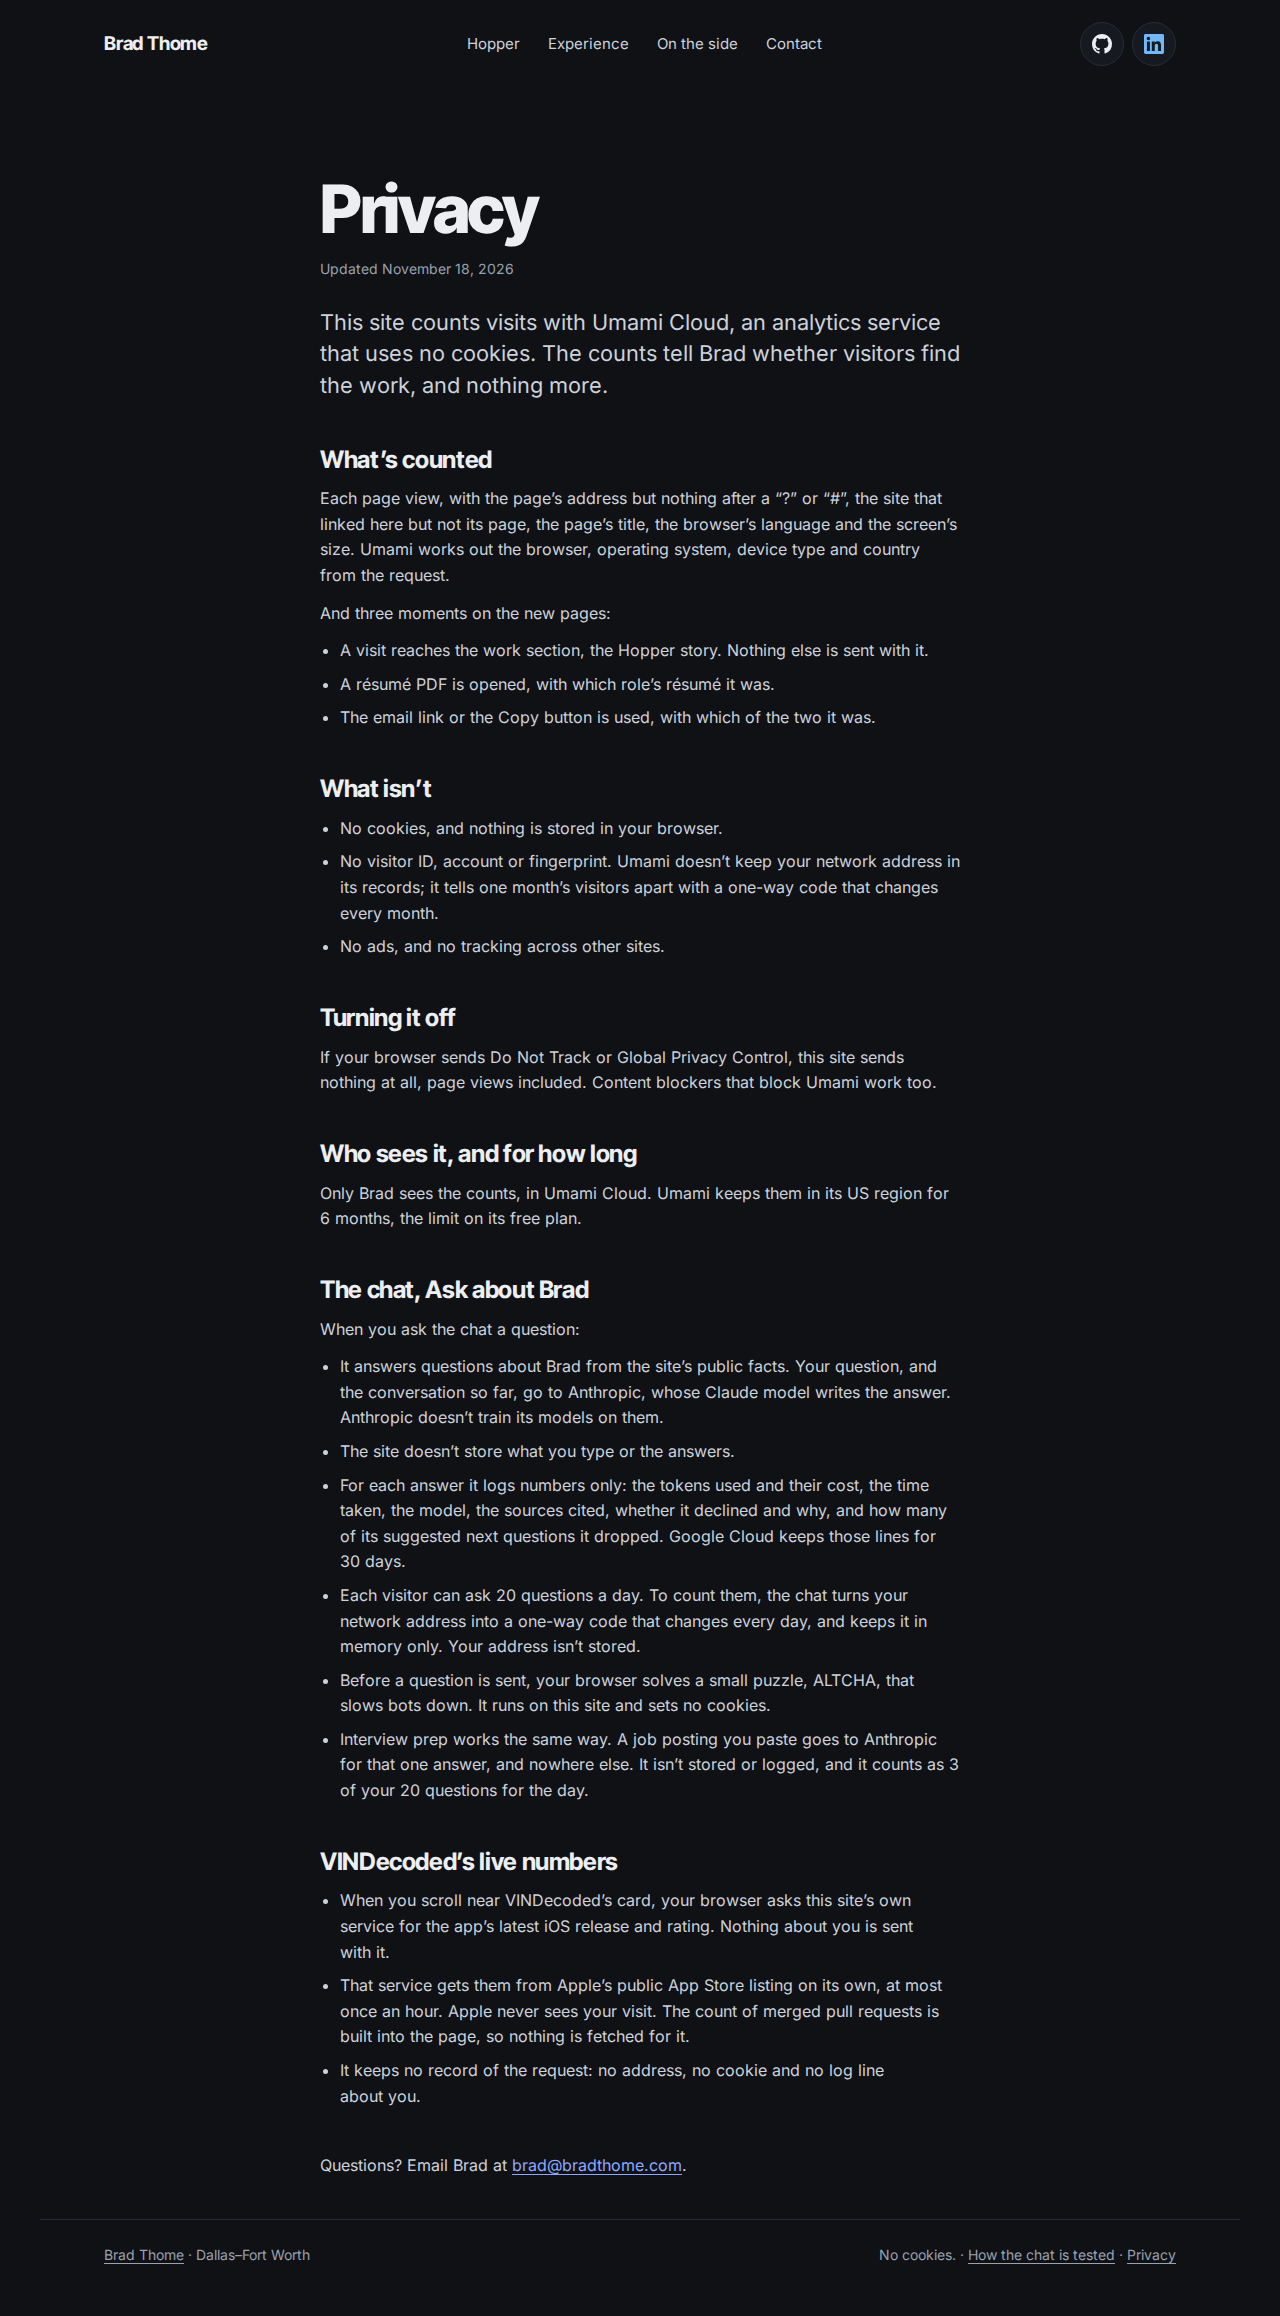 Brad Thome
Hopper Experience On the side Contact
Privacy
Updated November 18, 2026
This site counts visits with Umami Cloud, an analytics service
that uses no cookies. The counts tell Brad whether visitors find
the work, and nothing more.
What’s counted
Each page view, with the page’s address but nothing after a “?” or “#”, the site that
linked here but not its page, the page’s title, the browser’s language and the screen’s
size. Umami works out the browser, operating system, device type and country
from the request.
And three moments on the new pages:
• A visit reaches the work section, the Hopper story. Nothing else is sent with it.
• A résumé PDF is opened, with which role’s résumé it was.
• The email link or the Copy button is used, with which of the two it was.
What isn’t
• No cookies, and nothing is stored in your browser.
• No visitor ID, account or fingerprint. Umami doesn’t keep your network address in
its records; it tells one month’s visitors apart with a one-way code that changes
every month.
• No ads, and no tracking across other sites.
Turning it off
If your browser sends Do Not Track or Global Privacy Control, this site sends
nothing at all, page views included. Content blockers that block Umami work too.
Who sees it, and for how long
Only Brad sees the counts, in Umami Cloud. Umami keeps them in its US region for
6 months, the limit on its free plan.
The chat, Ask about Brad
When you ask the chat a question:
• It answers questions about Brad from the site’s public facts. Your question, and
the conversation so far, go to Anthropic, whose Claude model writes the answer.
Anthropic doesn’t train its models on them.
• The site doesn’t store what you type or the answers.
• For each answer it logs numbers only: the tokens used and their cost, the time
taken, the model, the sources cited, whether it declined and why, and how many
of its suggested next questions it dropped. Google Cloud keeps those lines for
30 days.
• Each visitor can ask 20 questions a day. To count them, the chat turns your
network address into a one-way code that changes every day, and keeps it in
memory only. Your address isn’t stored.
• Before a question is sent, your browser solves a small puzzle, ALTCHA, that
slows bots down. It runs on this site and sets no cookies.
• Interview prep works the same way. A job posting you paste goes to Anthropic
for that one answer, and nowhere else. It isn’t stored or logged, and it counts as 3
of your 20 questions for the day.
VINDecoded’s live numbers
• When you scroll near VINDecoded’s card, your browser asks this site’s own
service for the app’s latest iOS release and rating. Nothing about you is sent
with it.
• That service gets them from Apple’s public App Store listing on its own, at most
once an hour. Apple never sees your visit. The count of merged pull requests is
built into the page, so nothing is fetched for it.
• It keeps no record of the request: no address, no cookie and no log line
about you.
Questions? Email Brad at brad@bradthome.com.
Brad Thome · Dallas–Fort Worth
No cookies. · How the chat is tested · Privacy